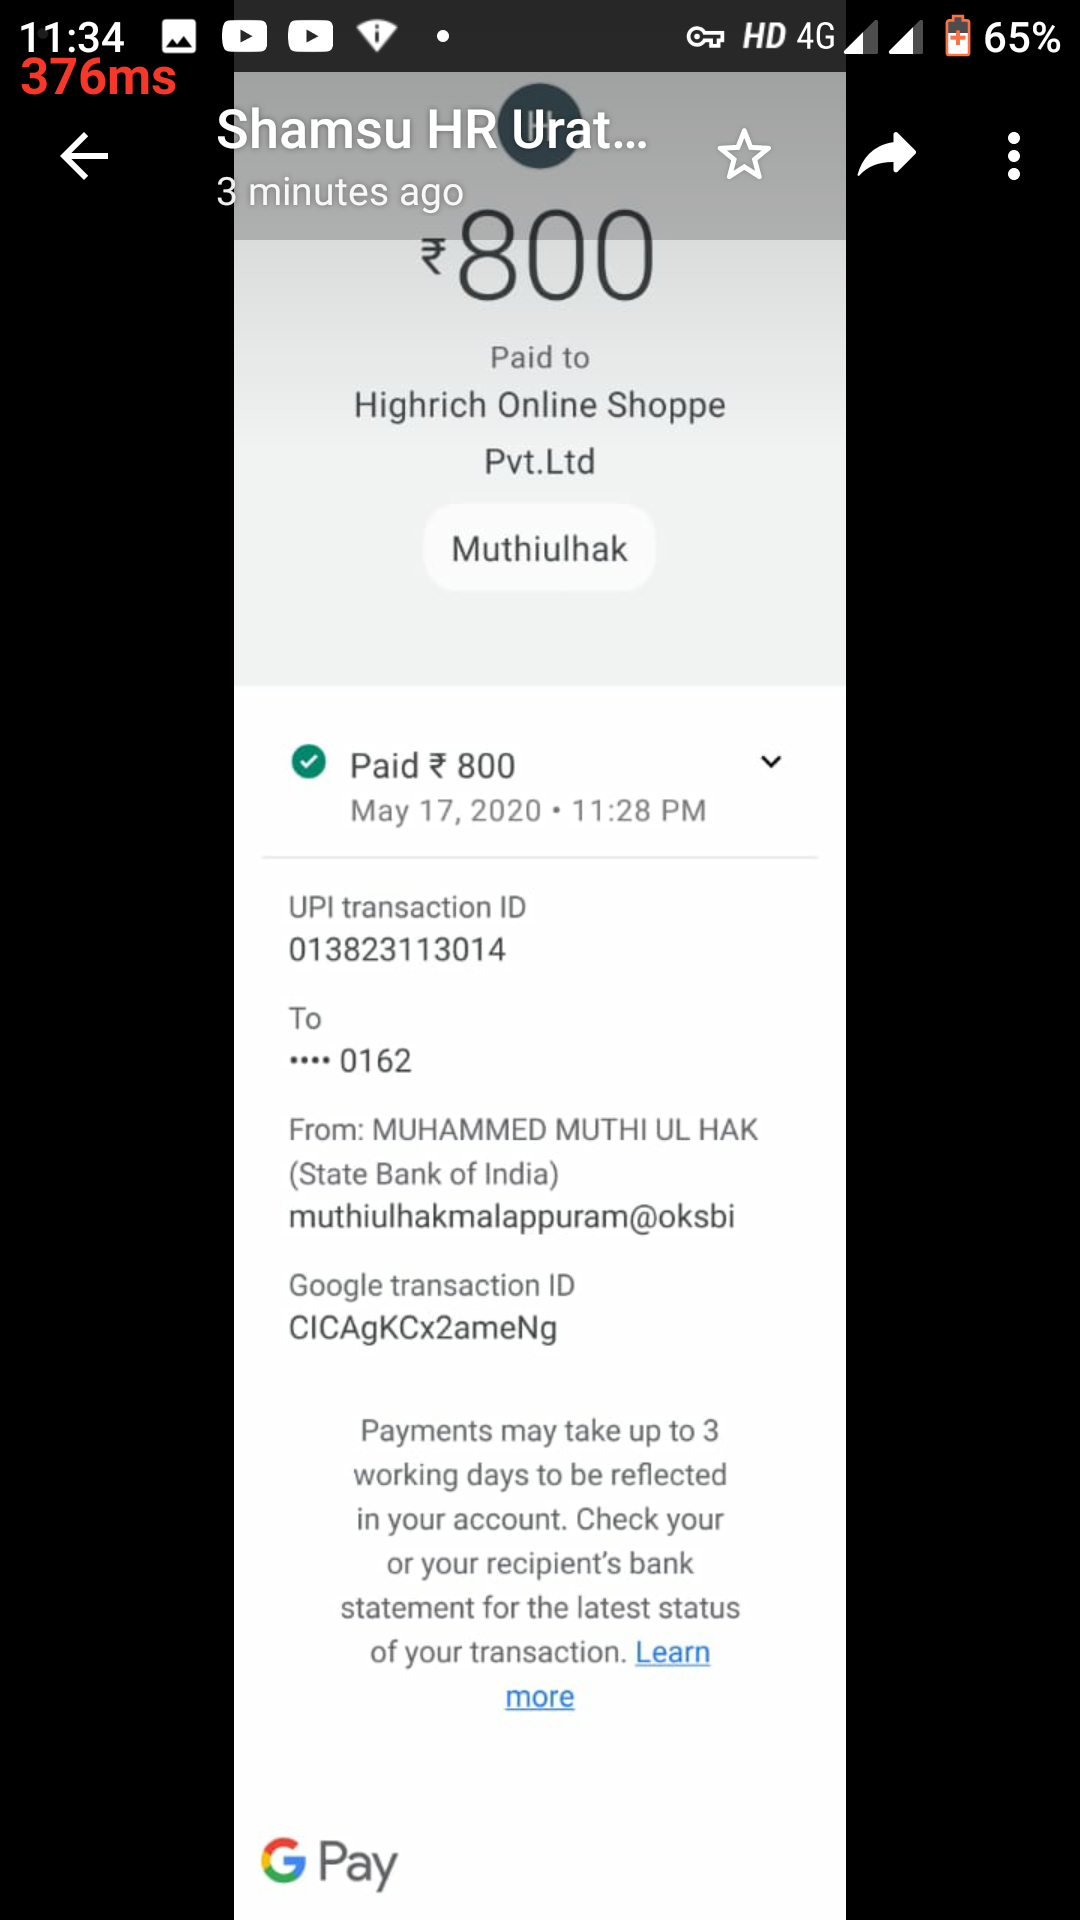 11:34 HD 4G 65%
376ms
Shamsu HR Urat...
3 minutes ago
₹800
Paid to
Highrich Online Shoppe
Pvt.Ltd
Muthiulhak
Paid ₹ 800
May 17, 2020 • 11:28 PM
UPI transaction ID
013823113014
To
•••• 0162
From: MUHAMMED MUTHI UL HAK
(State Bank of India)
muthiulhakmalappuram@oksbi
Google transaction ID
CICAgKCx2ameNg
Payments may take up to 3
working days to be reflected
in your account. Check your
or your recipient’s bank
statement for the latest status
of your transaction. Learn
more
G Pay